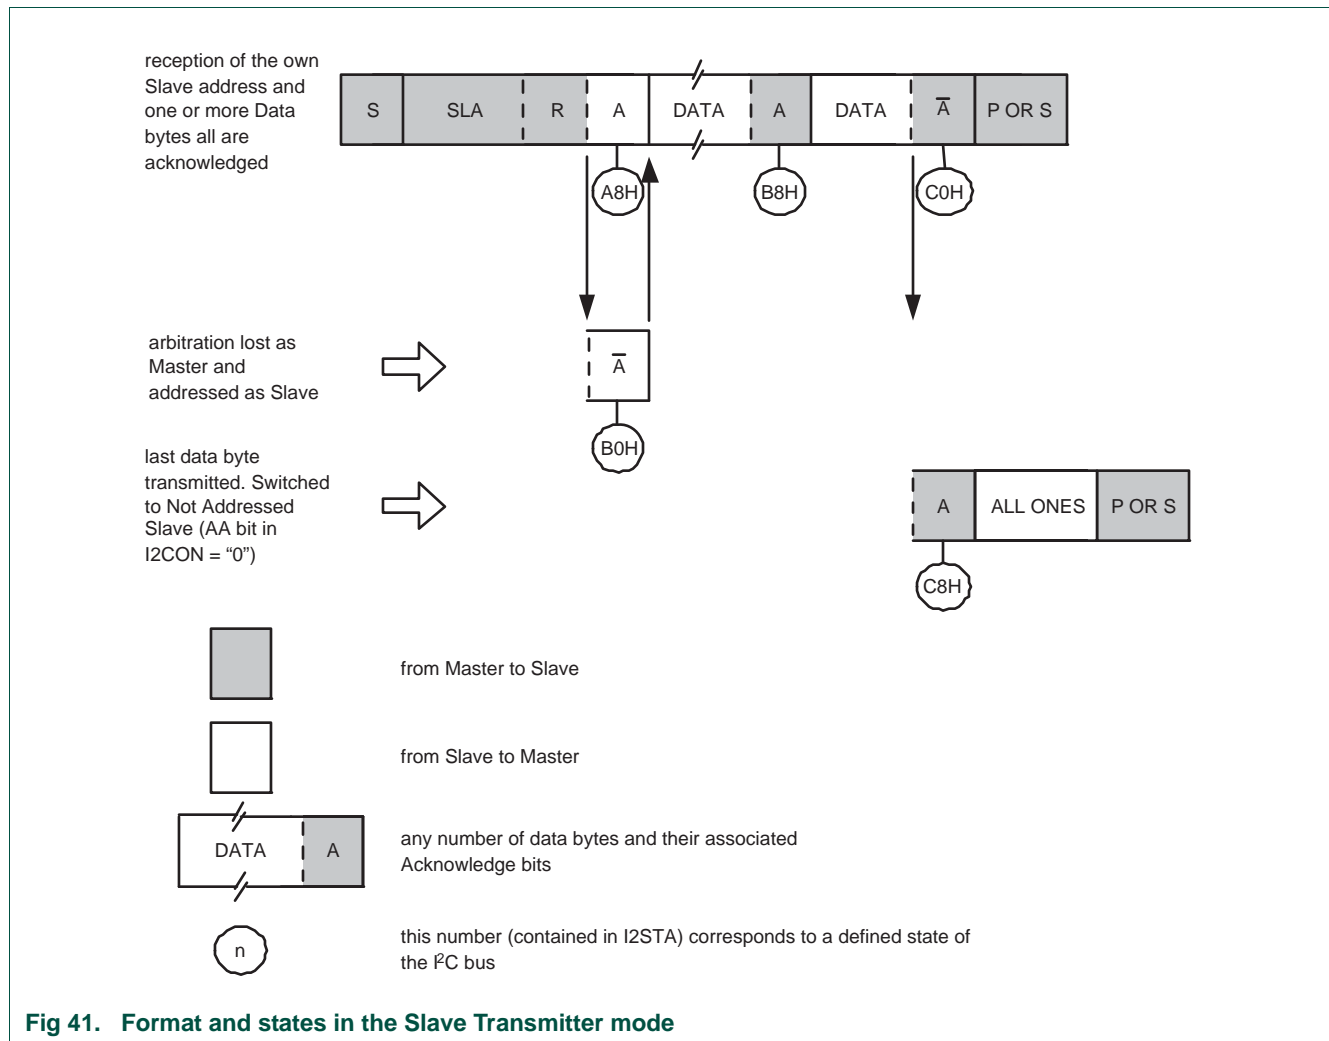 reception of the own
Slave address and
one or more Data
bytes all are
acknowledged
S SLA R A DATA A DATA A̅ P OR S
A8H B8H C0H
arbitration lost as
Master and
addressed as Slave
A̅
B0H
last data byte
transmitted. Switched
to Not Addressed
Slave (AA bit in
I2CON = “0”)
A ALL ONES P OR S
C8H
from Master to Slave
from Slave to Master
DATA A
any number of data bytes and their associated
Acknowledge bits
n
this number (contained in I2STA) corresponds to a defined state of
the I²C bus
Fig 41. Format and states in the Slave Transmitter mode